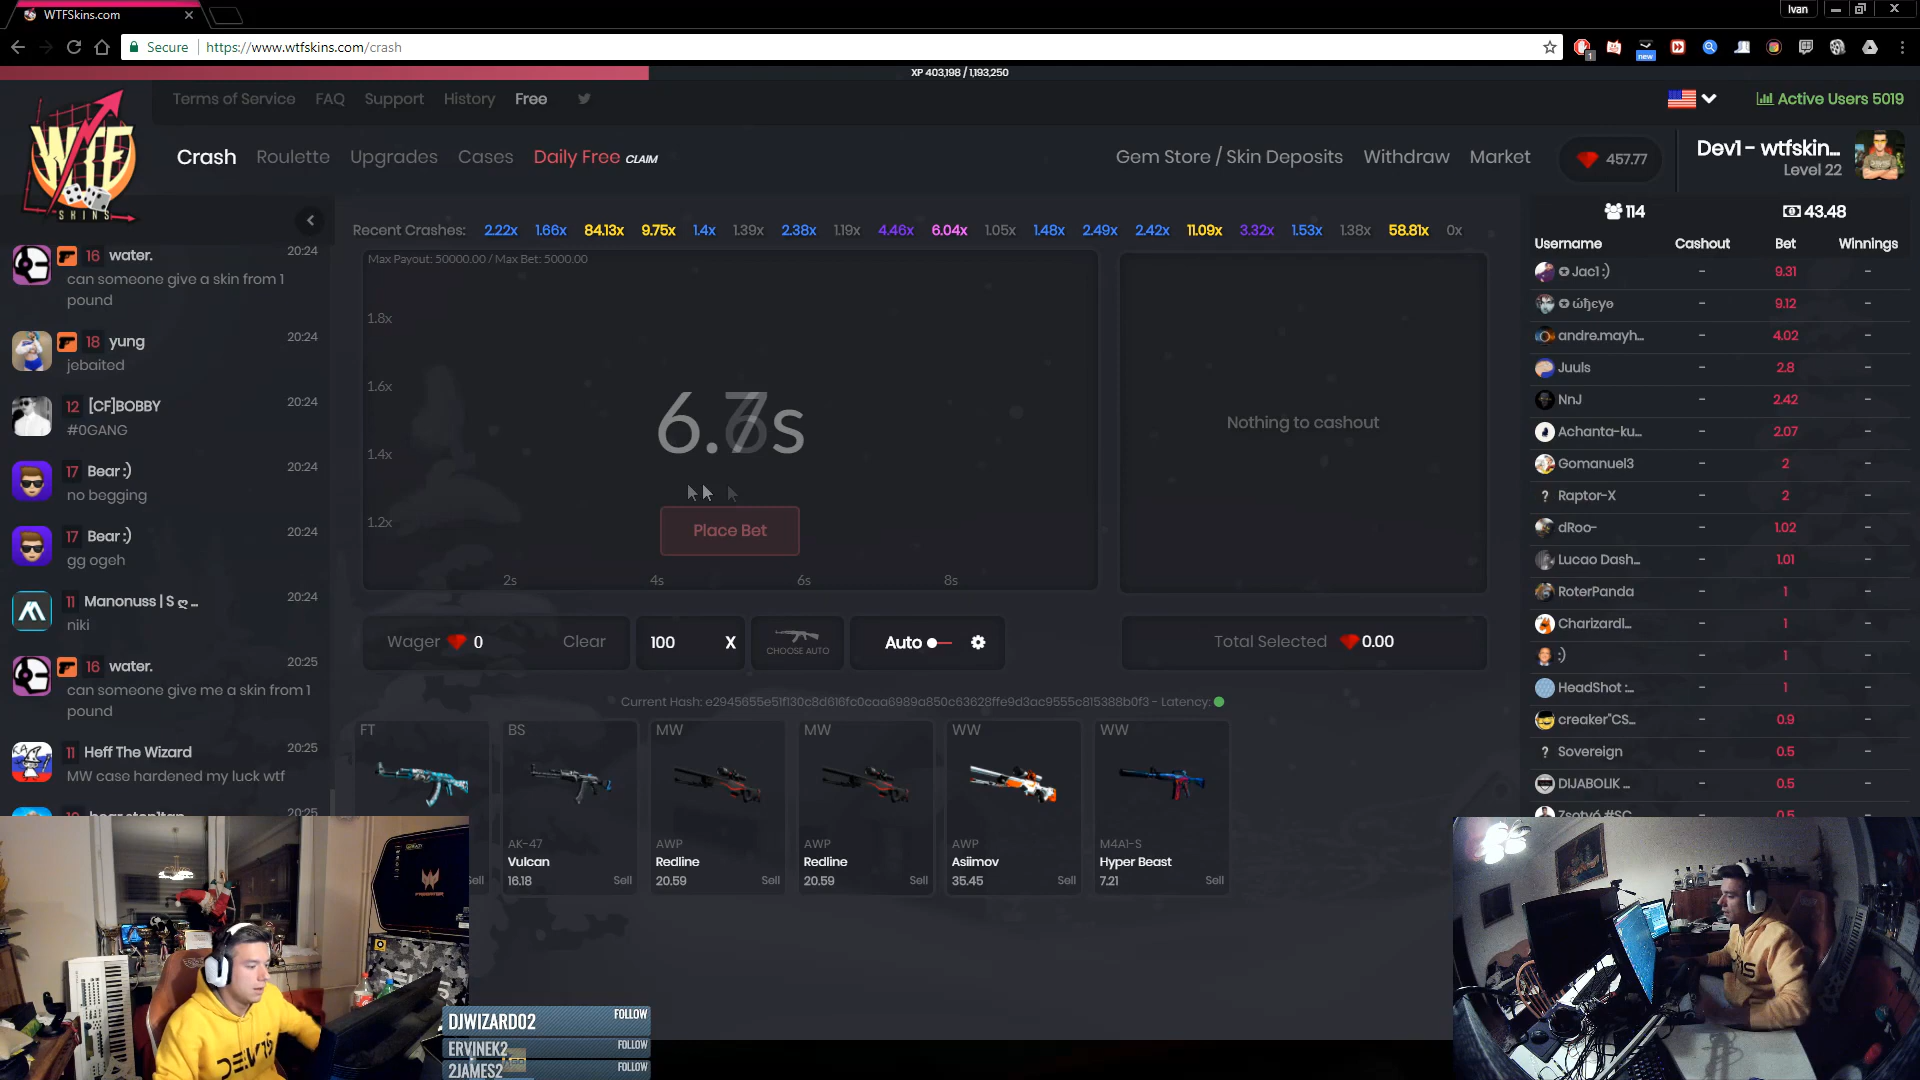 WTFSkins.com
Ivan
Secure
https://www.wtfskins.com/crash
1
new
XP 403,198 / 1,193,250
Terms of Service
FAQ
Support
History
Free
Active Users 5019
WTF
SKINS
Crash
Roulette
Upgrades
Cases
Daily Free CLAIM
Gem Store / Skin Deposits
Withdraw
Market
457.77
Dev1 - wtfskin...
Level 22
16 water.
20:24
can someone give a skin from 1
pound
18 yung
20:24
jebaited
12 [CF]BOBBY
20:24
#0GANG
17 Bear :)
20:24
no begging
17 Bear :)
20:24
gg ogeh
11 Manonuss | S ღ ...
20:24
niki
16 water.
20:25
can someone give me a skin from 1
pound
11 Heff The Wizard
20:25
MW case hardened my luck wtf
20:25
Recent Crashes: 2.22x 1.66x 84.13x 9.75x 1.4x 1.39x 2.38x 1.19x 4.46x 6.04x 1.05x 1.48x 2.49x 2.42x 11.09x 3.32x 1.53x 1.38x 58.81x 0x
Max Payout: 50000.00 / Max Bet: 5000.00
1.8x
1.6x
1.4x
1.2x
Place Bet
2s 4s 6s 8s
Nothing to cashout
Wager 0 Clear
100 X
CHOOSE AUTO
Auto
Total Selected 0.00
Current Hash: e2945655e51f130c8d616fc0caa6989a850c63628ffe9d3ac9555c815388b0f3 - Latency:
FT
BS
AK-47
Vulcan
16.18 Sell
MW
AWP
Redline
20.59 Sell
MW
AWP
Redline
20.59 Sell
WW
AWP
Asiimov
35.45 Sell
WW
M4A1-S
Hyper Beast
7.21 Sell
114
43.48
Username Cashout Bet Winnings
Jac1 :) - 9.31 -
ώђєуɵ - 9.12 -
andre.mayh... - 4.02 -
Juuls - 2.8 -
NnJ - 2.42 -
Achanta-ku... - 2.07 -
Gomanuel3 - 2 -
? Raptor-X - 2 -
dRoo- - 1.02 -
Lucao Dash... - 1.01 -
RoterPanda - 1 -
Charizardl... - 1 -
:) - 1 -
HeadShot :... - 1 -
creaker"CS... - 0.9 -
? Sovereign - 0.5 -
DIJABOLIK ... - 0.5 -
PREDATOR
DJWIZARD02 FOLLOW
ERVINEK2 FOLLOW
2JAMES2 FOLLOW